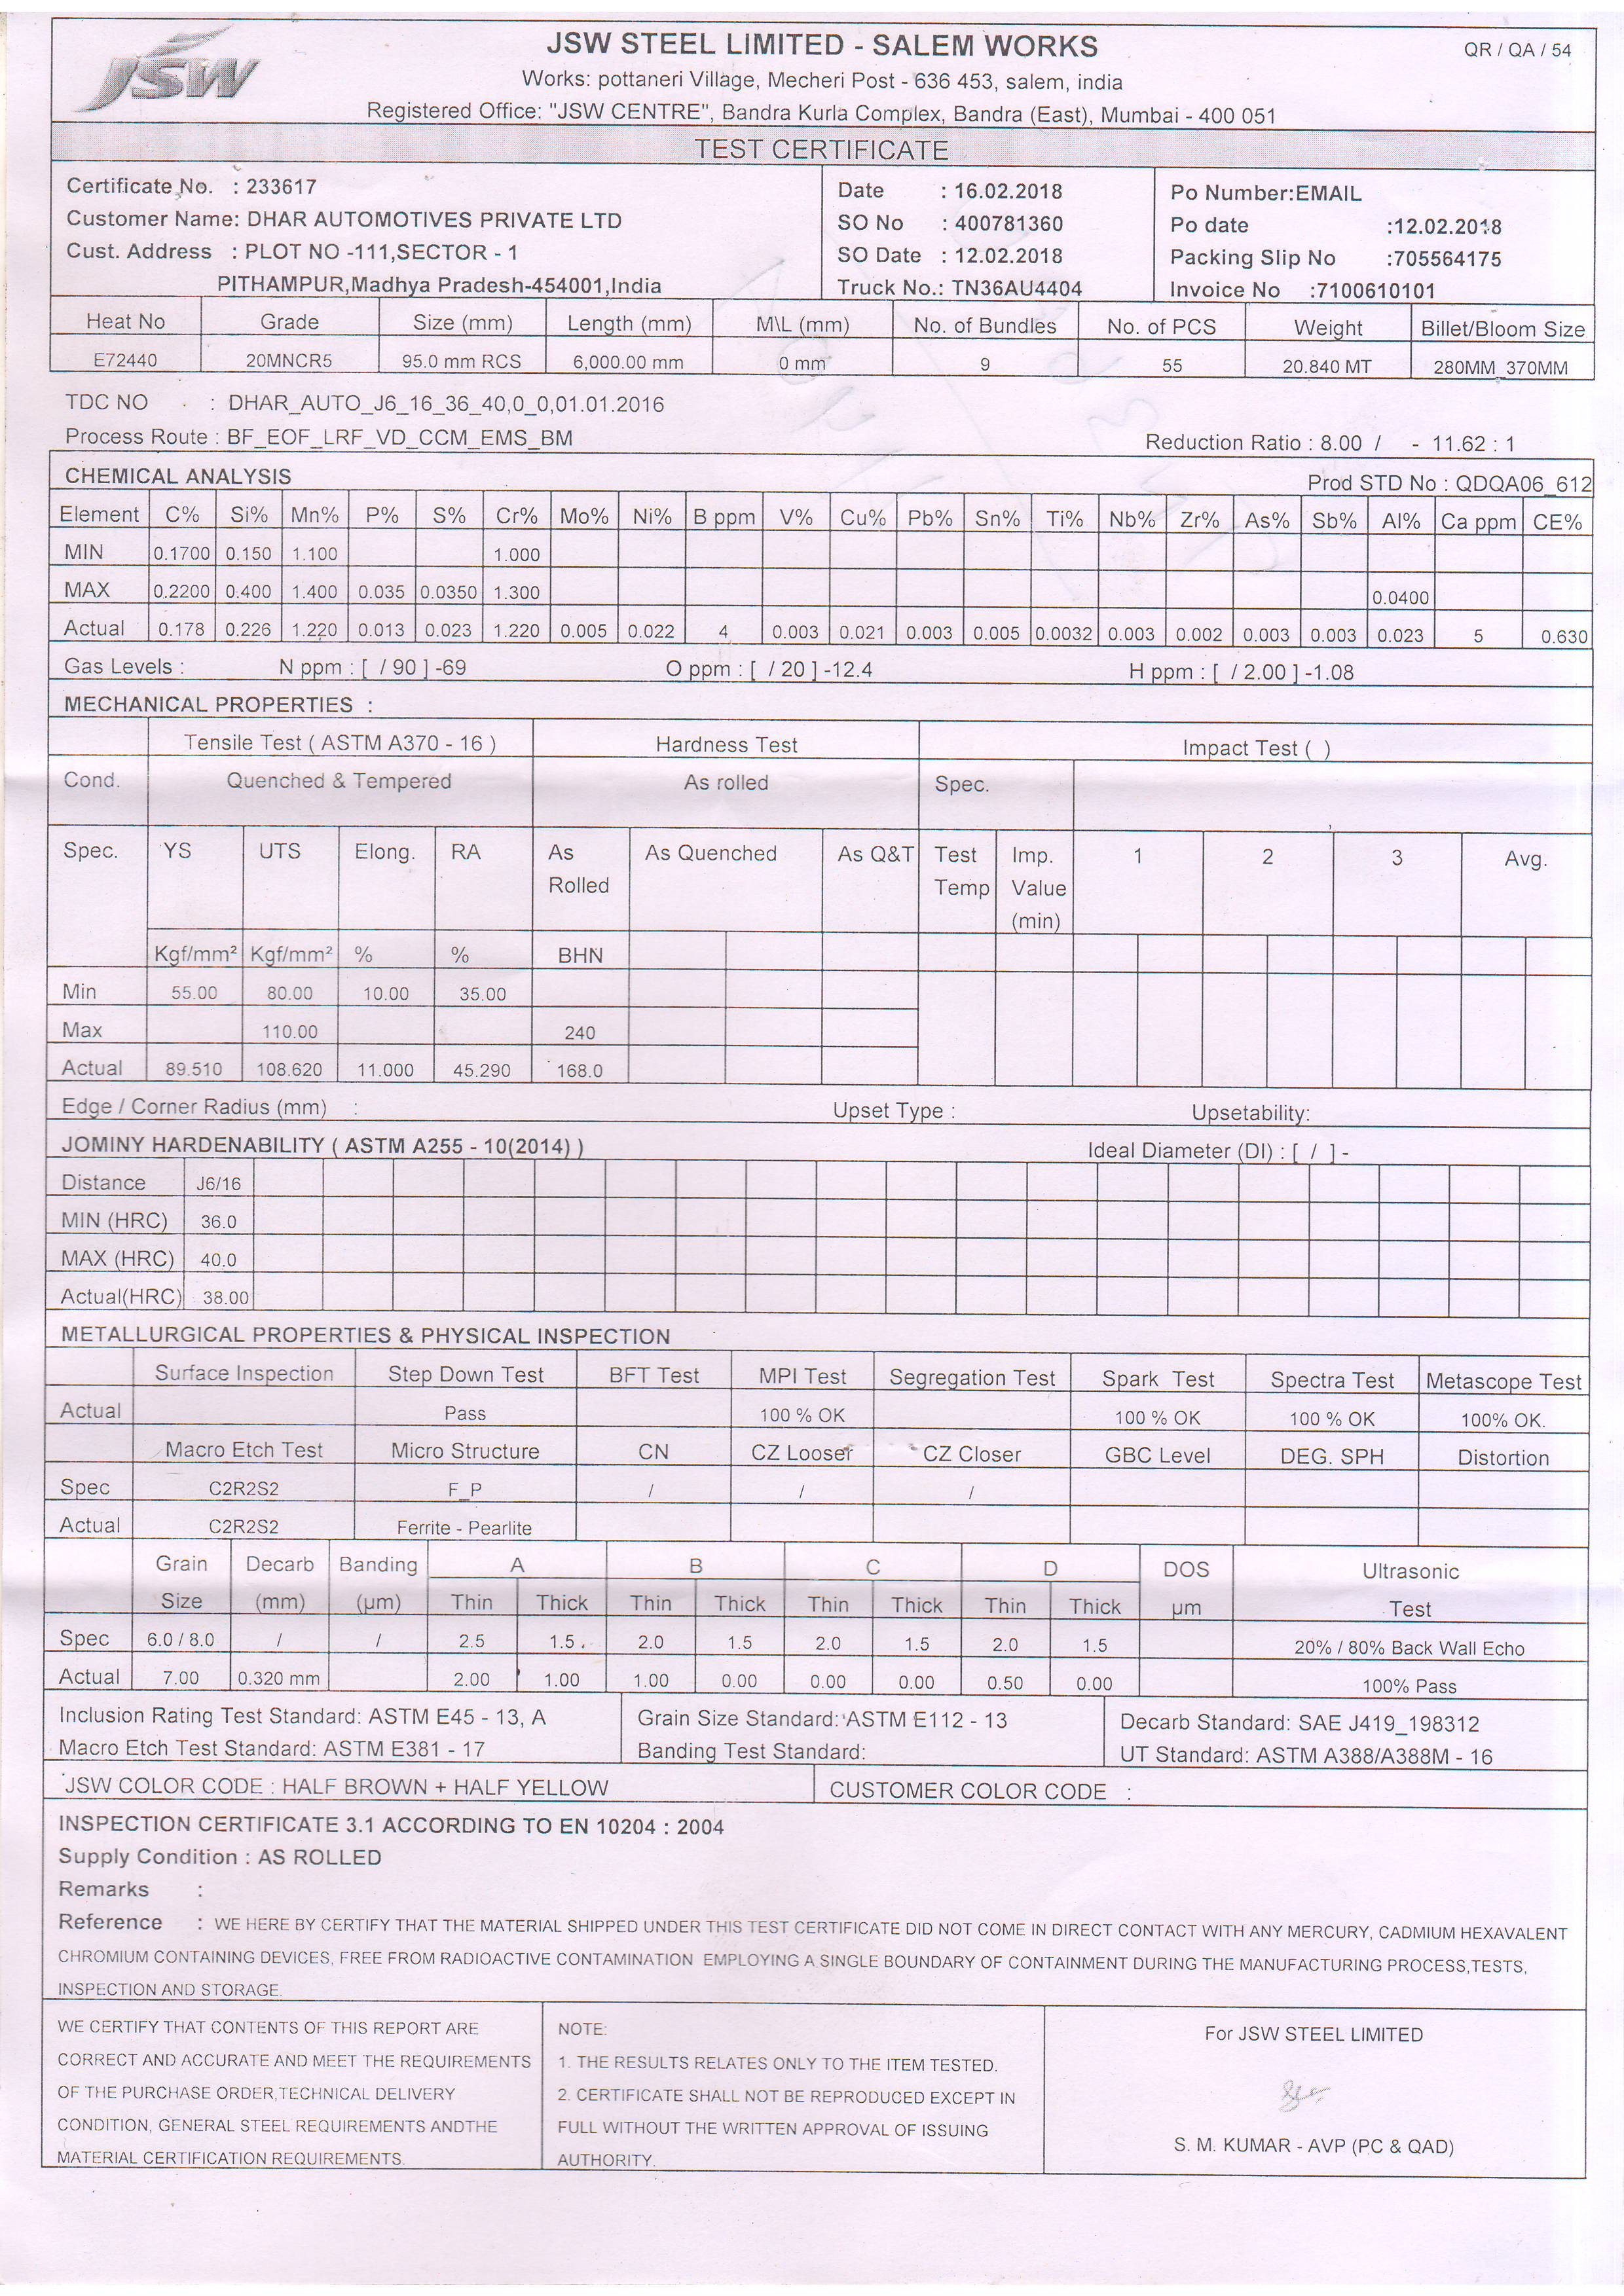 JSW
JSW STEEL LIMITED - SALEM WORKS
QR / QA / 54
Works: pottaneri Village, Mecheri Post - 636 453, salem, india
Registered Office: "JSW CENTRE", Bandra Kurla Complex, Bandra (East), Mumbai - 400 051
TEST CERTIFICATE
Certificate No. : 233617
Customer Name: DHAR AUTOMOTIVES PRIVATE LTD
Cust. Address : PLOT NO -111,SECTOR - 1
PITHAMPUR,Madhya Pradesh-454001,India
Date : 16.02.2018
SO No : 400781360
SO Date : 12.02.2018
Truck No.: TN36AU4404
Po Number:EMAIL
Po date :12.02.2018
Packing Slip No :705564175
Invoice No :7100610101
Heat No Grade Size (mm) Length (mm) M\L (mm) No. of Bundles No. of PCS Weight Billet/Bloom Size
E72440 20MNCR5 95.0 mm RCS 6,000.00 mm 0 mm 9 55 20.840 MT 280MM_370MM
TDC NO : DHAR_AUTO_J6_16_36_40,0_0,01.01.2016
Process Route : BF_EOF_LRF_VD_CCM_EMS_BM
Reduction Ratio : 8.00 / - 11.62 : 1
CHEMICAL ANALYSIS
Prod STD No : QDQA06_612
Element C% Si% Mn% P% S% Cr% Mo% Ni% B ppm V% Cu% Pb% Sn% Ti% Nb% Zr% As% Sb% Al% Ca ppm CE%
MIN 0.1700 0.150 1.100 1.000
MAX 0.2200 0.400 1.400 0.035 0.0350 1.300 0.0400
Actual 0.178 0.226 1.220 0.013 0.023 1.220 0.005 0.022 4 0.003 0.021 0.003 0.005 0.0032 0.003 0.002 0.003 0.003 0.023 5 0.630
Gas Levels : N ppm : [ / 90 ] -69 O ppm : [ / 20 ] -12.4 H ppm : [ / 2.00 ] -1.08
MECHANICAL PROPERTIES :
Tensile Test ( ASTM A370 - 16 ) Hardness Test Impact Test ( )
Cond. Quenched & Tempered As rolled Spec.
Spec. YS UTS Elong. RA As As Quenched As Q&T Test Imp. 1 2 3 Avg.
Rolled Temp Value
(min)
Kgf/mm² Kgf/mm² % % BHN
Min 55.00 80.00 10.00 35.00
Max 110.00 240
Actual 89.510 108.620 11.000 45.290 168.0
Edge / Corner Radius (mm) : Upset Type : Upsetability:
JOMINY HARDENABILITY ( ASTM A255 - 10(2014) )
Ideal Diameter (DI) : [ / ] -
Distance J6/16
MIN (HRC) 36.0
MAX (HRC) 40.0
Actual(HRC) 38.00
METALLURGICAL PROPERTIES & PHYSICAL INSPECTION
Surface Inspection Step Down Test BFT Test MPI Test Segregation Test Spark Test Spectra Test Metascope Test
Actual Pass 100 % OK 100 % OK 100 % OK 100% OK.
Macro Etch Test Micro Structure CN CZ Looser CZ Closer GBC Level DEG. SPH Distortion
Spec C2R2S2 F_P / / /
Actual C2R2S2 Ferrite - Pearlite
Grain Decarb Banding A B C D DOS Ultrasonic
Size (mm) (µm) Thin Thick Thin Thick Thin Thick Thin Thick µm Test
Spec 6.0 / 8.0 / / 2.5 1.5 2.0 1.5 2.0 1.5 2.0 1.5 20% / 80% Back Wall Echo
Actual 7.00 0.320 mm 2.00 1.00 1.00 0.00 0.00 0.00 0.50 0.00 100% Pass
Inclusion Rating Test Standard: ASTM E45 - 13, A
Macro Etch Test Standard: ASTM E381 - 17
Grain Size Standard: ASTM E112 - 13
Banding Test Standard:
Decarb Standard: SAE J419_198312
UT Standard: ASTM A388/A388M - 16
JSW COLOR CODE : HALF BROWN + HALF YELLOW
CUSTOMER COLOR CODE :
INSPECTION CERTIFICATE 3.1 ACCORDING TO EN 10204 : 2004
Supply Condition : AS ROLLED
Remarks :
Reference : WE HERE BY CERTIFY THAT THE MATERIAL SHIPPED UNDER THIS TEST CERTIFICATE DID NOT COME IN DIRECT CONTACT WITH ANY MERCURY, CADMIUM HEXAVALENT
CHROMIUM CONTAINING DEVICES, FREE FROM RADIOACTIVE CONTAMINATION EMPLOYING A SINGLE BOUNDARY OF CONTAINMENT DURING THE MANUFACTURING PROCESS,TESTS,
INSPECTION AND STORAGE.
WE CERTIFY THAT CONTENTS OF THIS REPORT ARE
CORRECT AND ACCURATE AND MEET THE REQUIREMENTS
OF THE PURCHASE ORDER,TECHNICAL DELIVERY
CONDITION, GENERAL STEEL REQUIREMENTS ANDTHE
MATERIAL CERTIFICATION REQUIREMENTS.
NOTE:
1. THE RESULTS RELATES ONLY TO THE ITEM TESTED.
2. CERTIFICATE SHALL NOT BE REPRODUCED EXCEPT IN
FULL WITHOUT THE WRITTEN APPROVAL OF ISSUING
AUTHORITY.
For JSW STEEL LIMITED
S. M. KUMAR - AVP (PC & QAD)